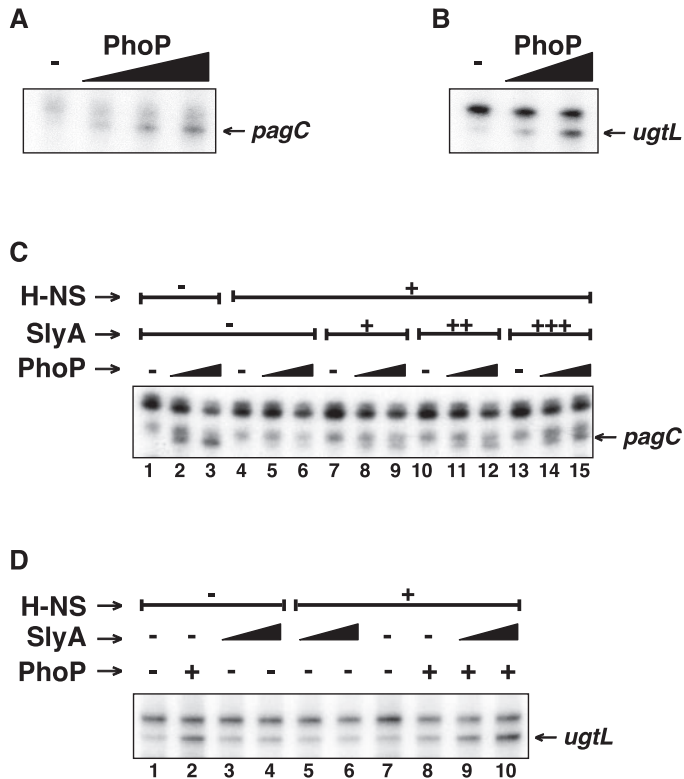 A
B
PhoP
PhoP
-
-
← pagC
← ugtL
C
- +
H-NS →
- + ++ +++
SlyA →
PhoP → - - - - -
← pagC
1 2 3 4 5 6 7 8 9 10 11 12 13 14 15
D
- +
H-NS →
SlyA → - - - -
PhoP → - + - - - - - + + +
← ugtL
1 2 3 4 5 6 7 8 9 10